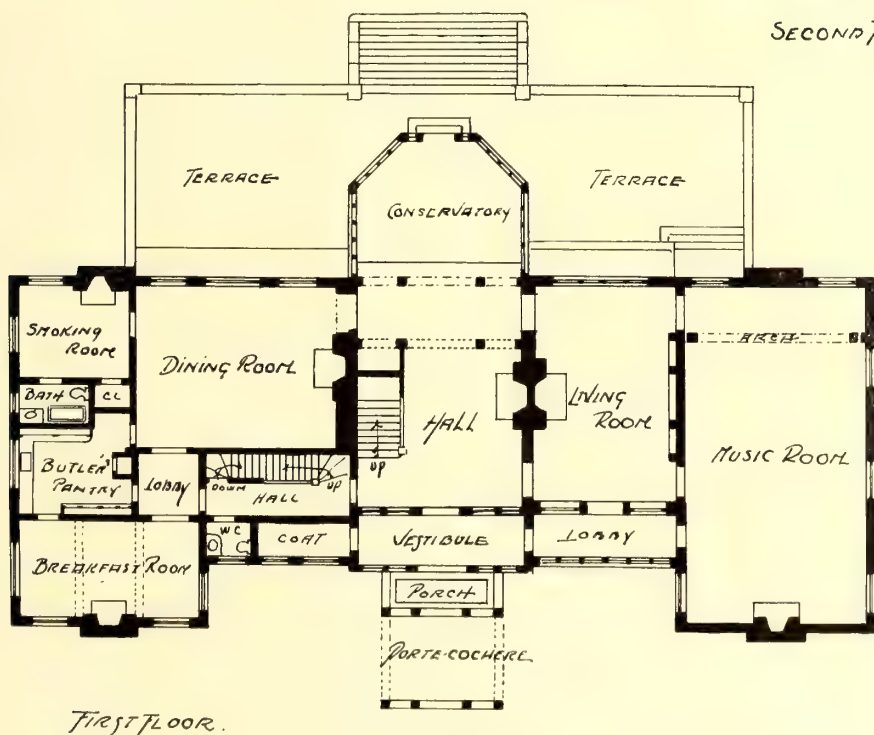 SECOND
TERRACE
TERRACE
CONSERVATORY
SMOKING
ROOM
DINING ROOM
ARCH
BATH
CL
LIVING
ROOM
HALL
UP
BUTLER'S
PANTRY
LOBBY
DOWN
UP
HALL
MUSIC ROOM
WC
COAT
VESTIBULE
LOBBY
BREAKFAST ROOM
PORCH
PORTE-COCHERE
FIRST FLOOR.